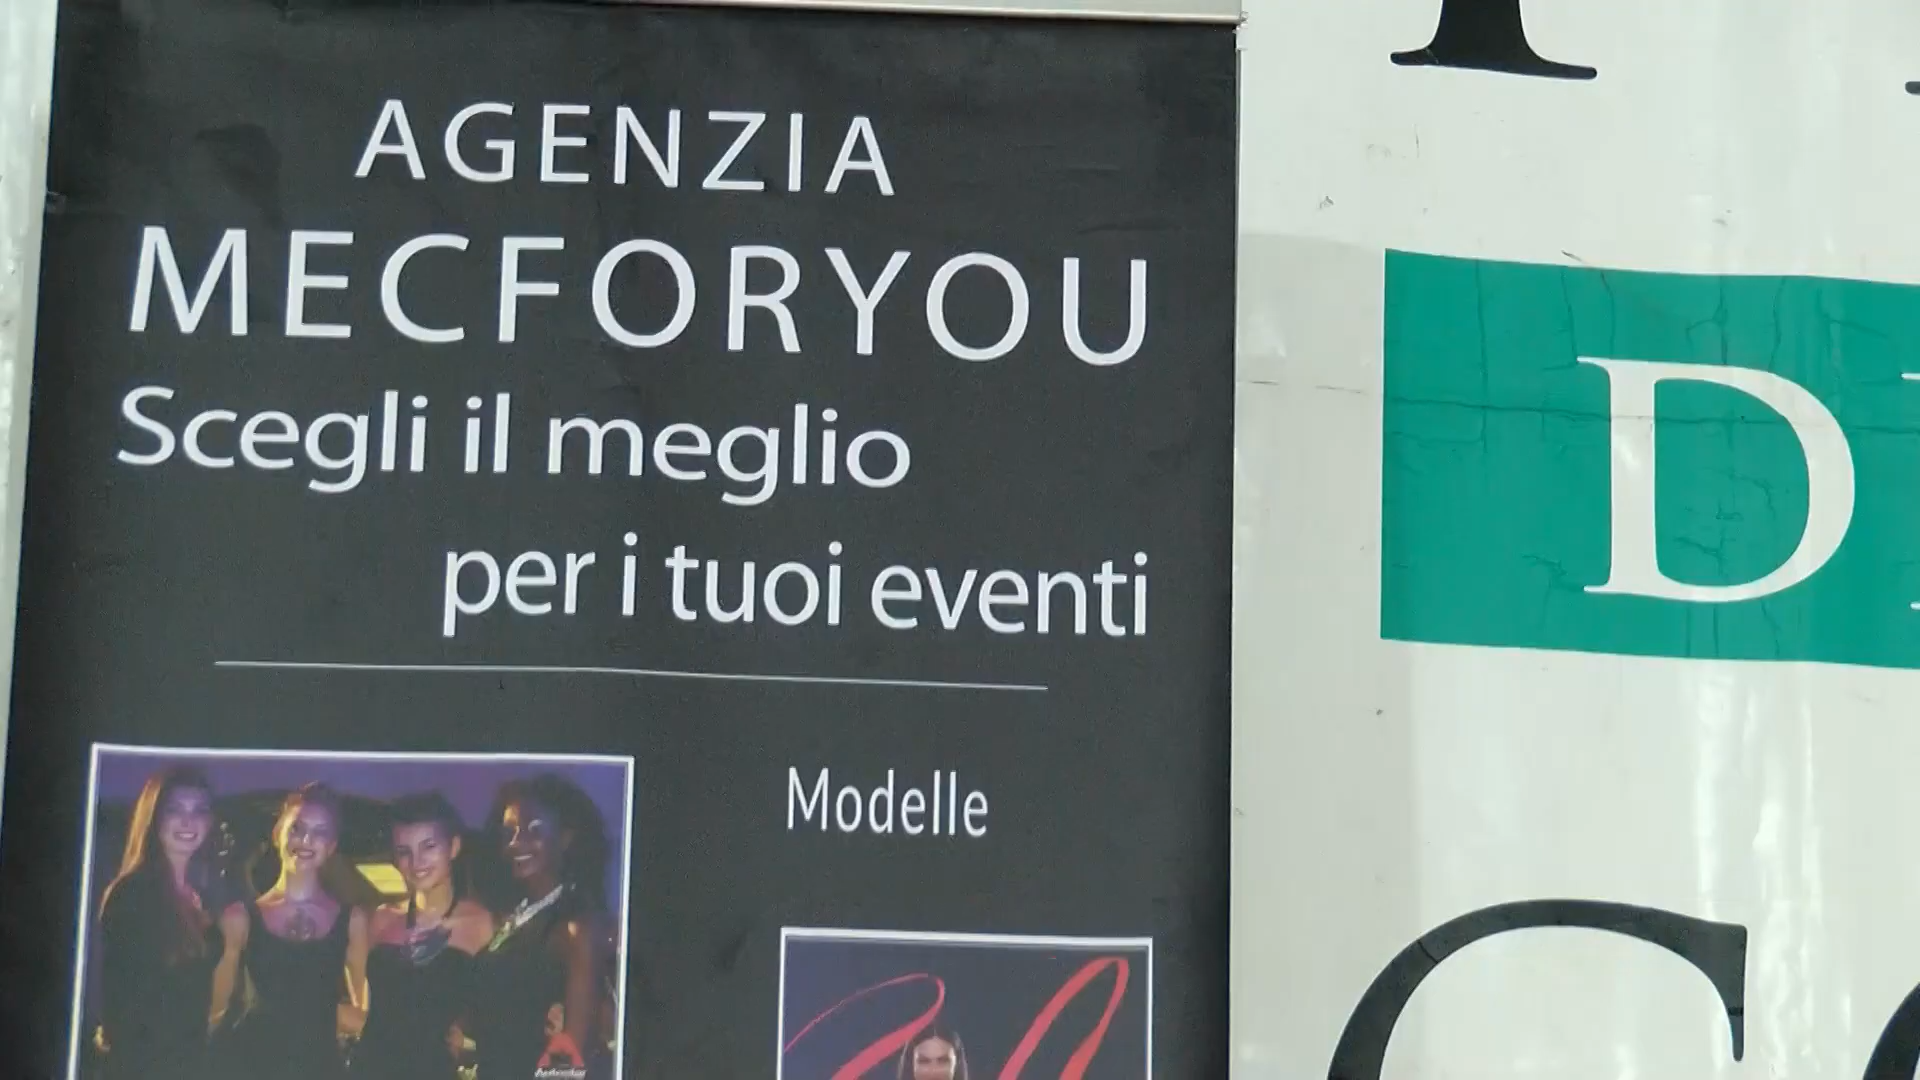 AGENZIA
MECFORYOU
Scegli il meglio
per i tuoi eventi
Modelle
D
C